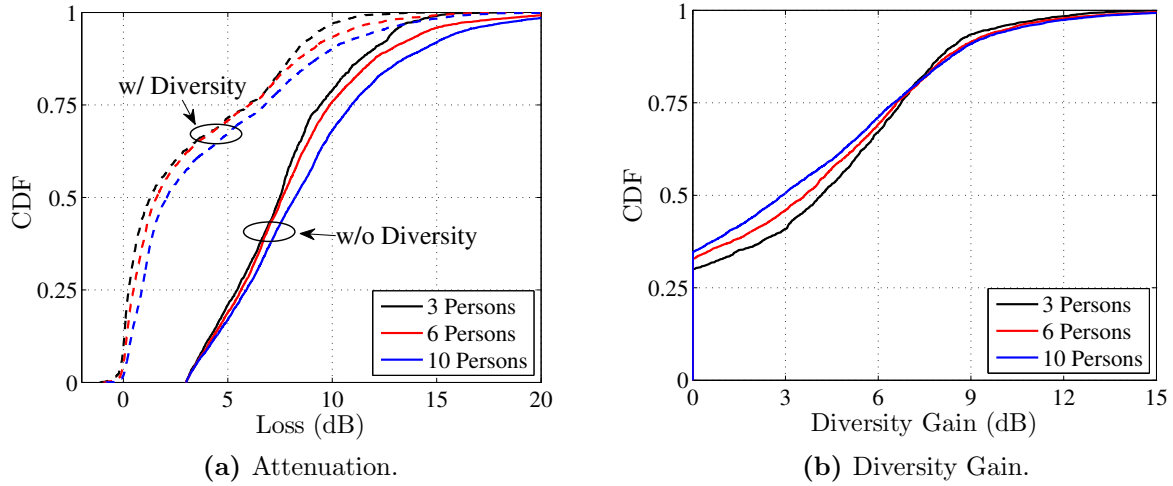 1
0.75
0.5
0.25
0
CDF
w/ Diversity
w/o Diversity
3 Persons
6 Persons
10 Persons
0 5 10 15 20
Loss (dB)
(a) Attenuation.
1
0.75
0.5
0.25
0
CDF
3 Persons
6 Persons
10 Persons
0 3 6 9 12 15
Diversity Gain (dB)
(b) Diversity Gain.